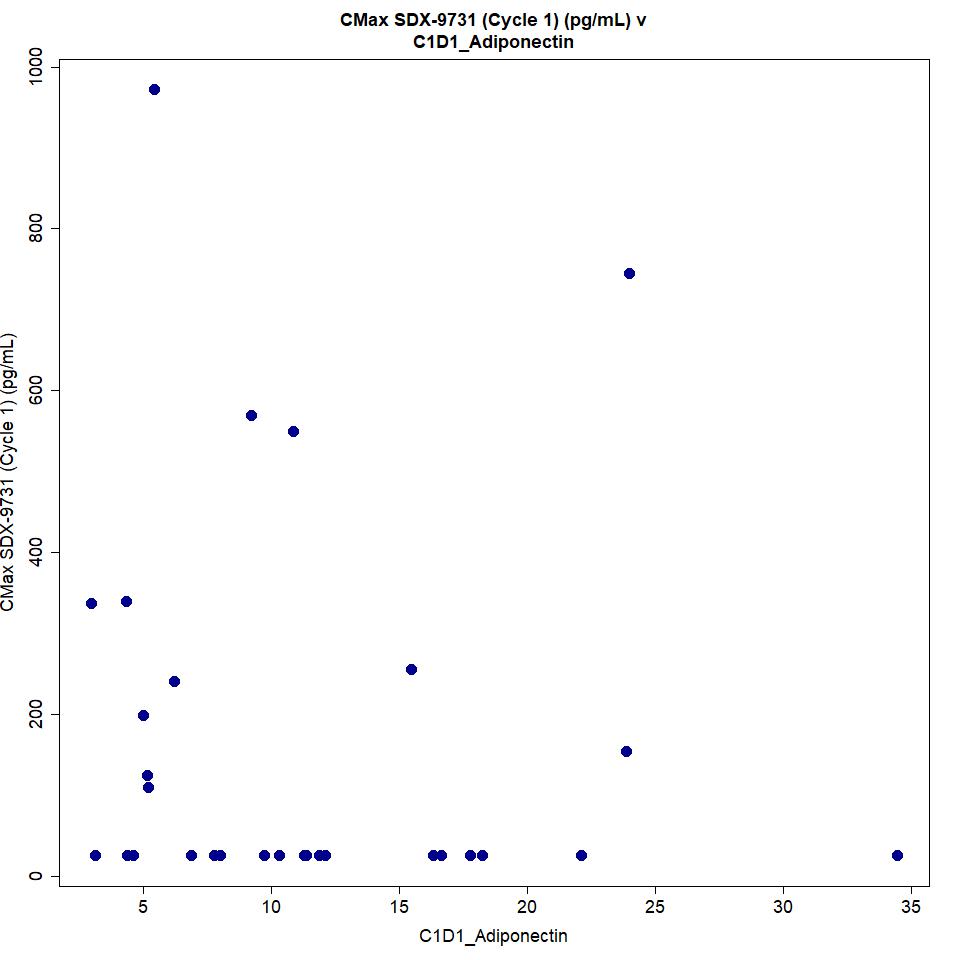 CMax SDX-9731 (Cycle 1) (pg/mL) v
C1D1_Adiponectin
CMax SDX-9731 (Cycle 1) (pg/mL)
1000
800
600
400
200
0
5 10 15 20 25 30 35
C1D1_Adiponectin